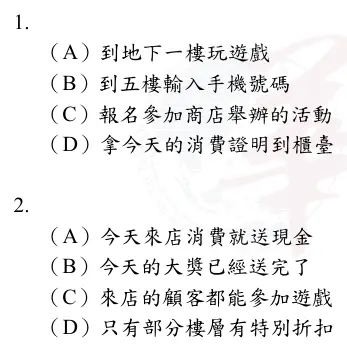 1.
（A）到地下一樓玩遊戲
（B）到五樓輸入手機號碼
（C）報名參加商店舉辦的活動
（D）拿今天的消費證明到櫃臺
2.
（A）今天來店消費就送現金
（B）今天的大獎已經送完了
（C）來店的顧客都能參加遊戲
（D）只有部分樓層有特別折扣